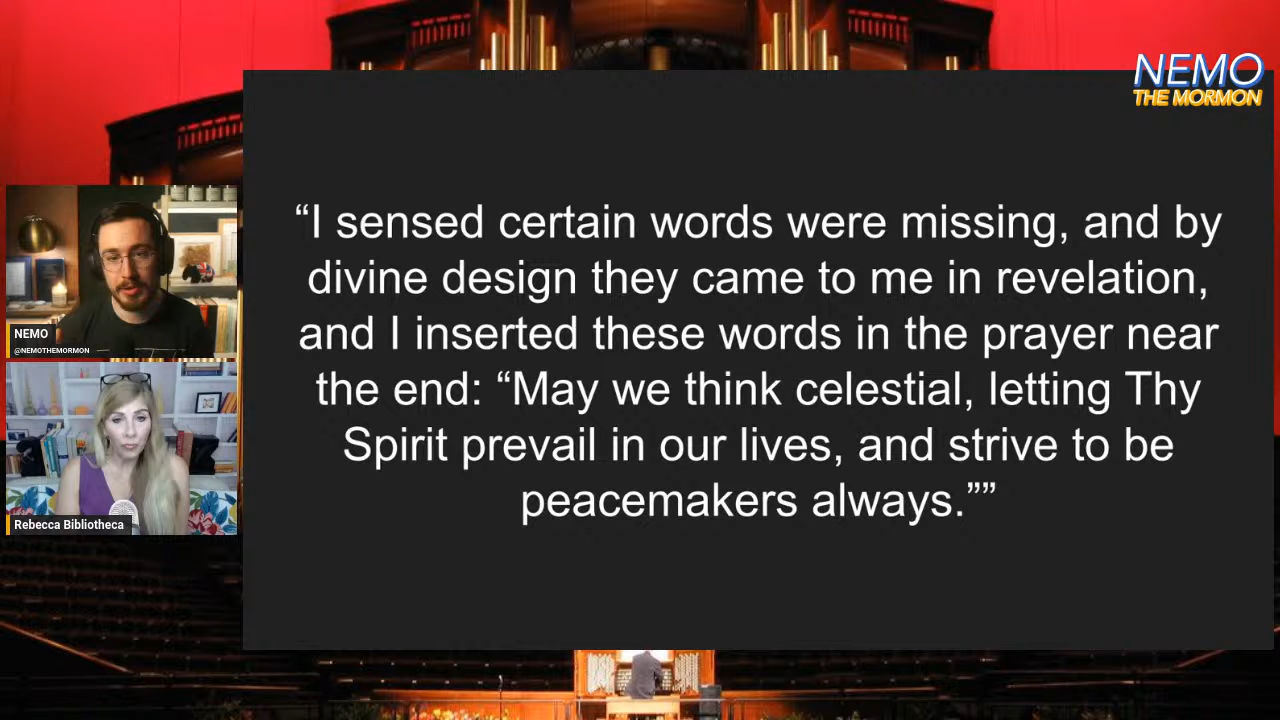 NEMO
THE MORMON
“I sensed certain words were missing, and by
divine design they came to me in revelation,
and I inserted these words in the prayer near
the end: “May we think celestial, letting Thy
Spirit prevail in our lives, and strive to be
peacemakers always.””
NEMO
@NEMOTHEMORMON
Rebecca Bibliotheca